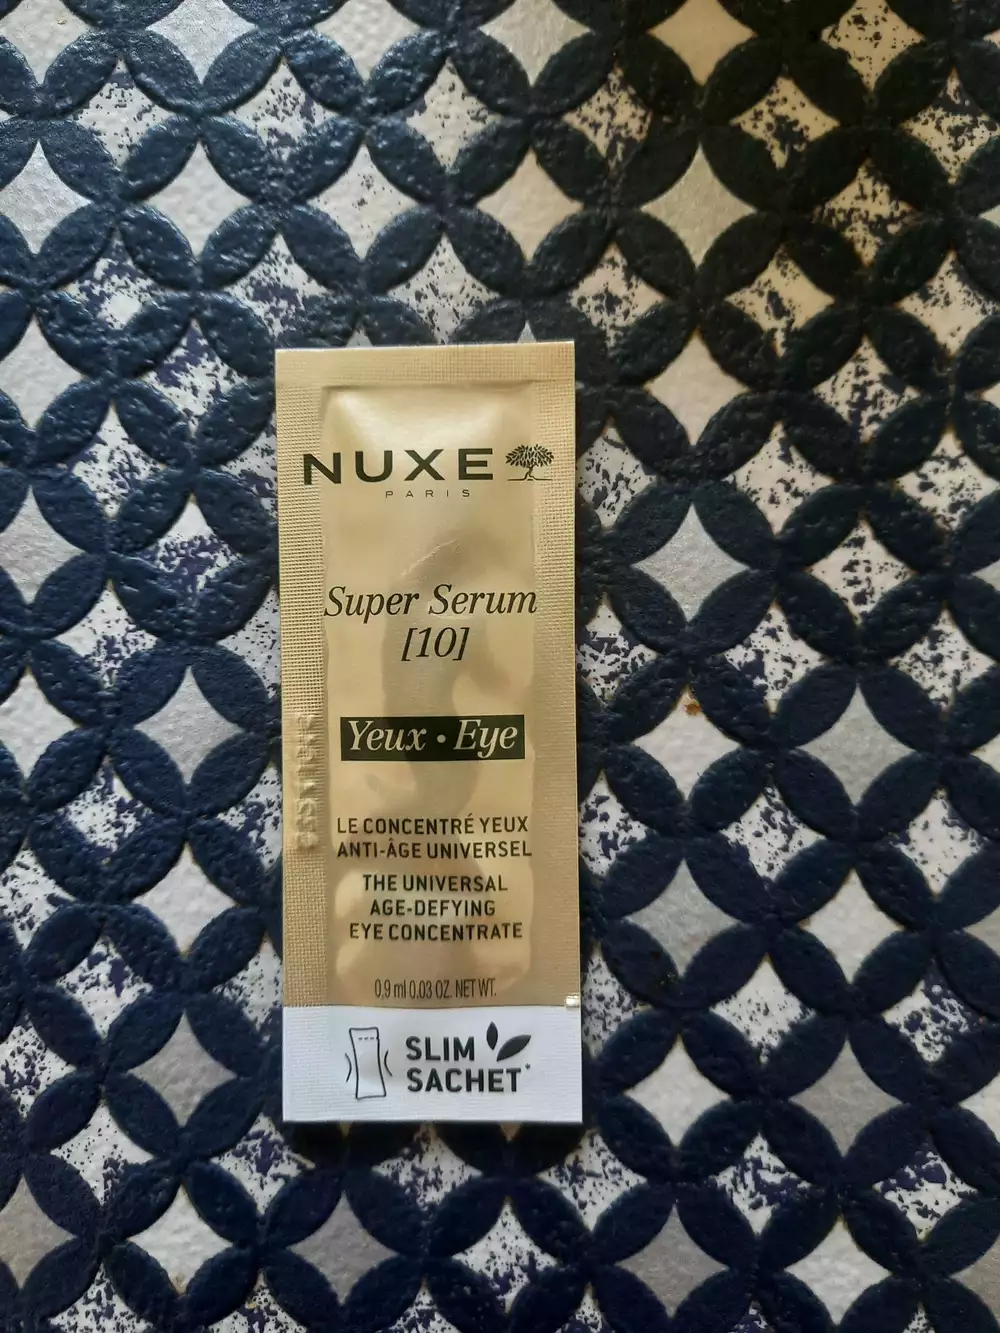 NUXE
PARIS
Super Serum
[10]
Yeux • Eye
LE CONCENTRÉ YEUX
ANTI-ÂGE UNIVERSEL
THE UNIVERSAL
AGE-DEFYING
EYE CONCENTRATE
0,9 ml 0.03 OZ. NET WT.
SLIM
SACHET*